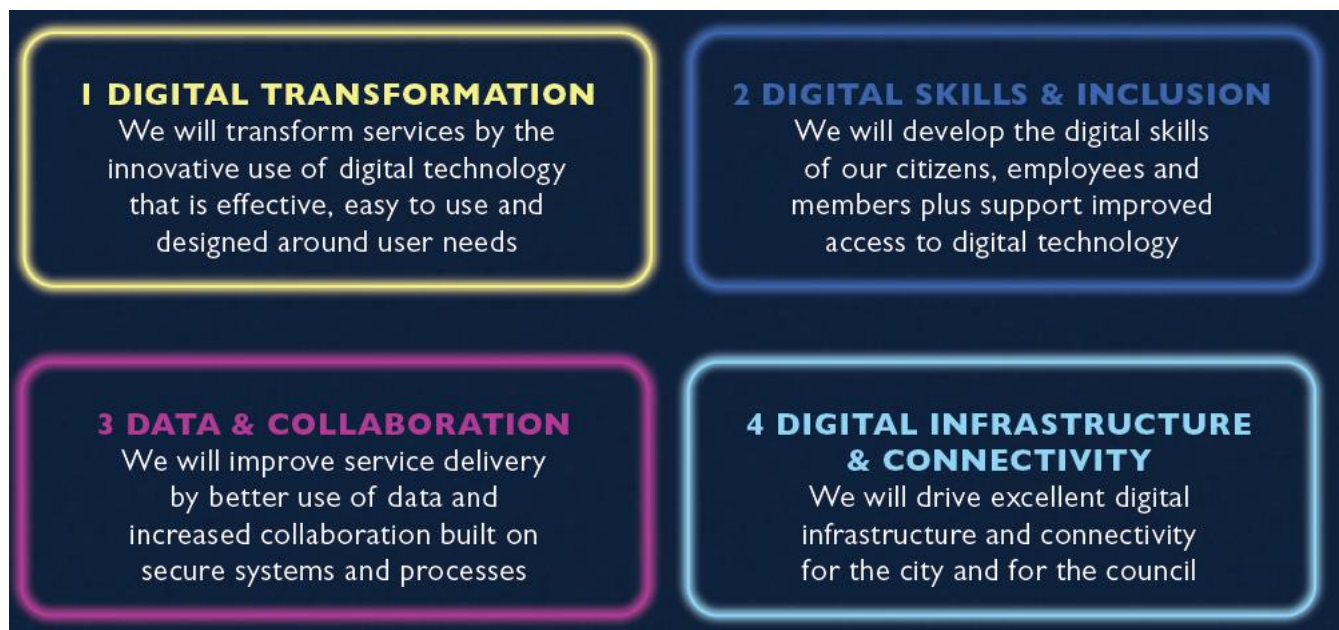 1 DIGITAL TRANSFORMATION
We will transform services by the
innovative use of digital technology
that is effective, easy to use and
designed around user needs
2 DIGITAL SKILLS & INCLUSION
We will develop the digital skills
of our citizens, employees and
members plus support improved
access to digital technology
3 DATA & COLLABORATION
We will improve service delivery
by better use of data and
increased collaboration built on
secure systems and processes
4 DIGITAL INFRASTRUCTURE
& CONNECTIVITY
We will drive excellent digital
infrastructure and connectivity
for the city and for the council